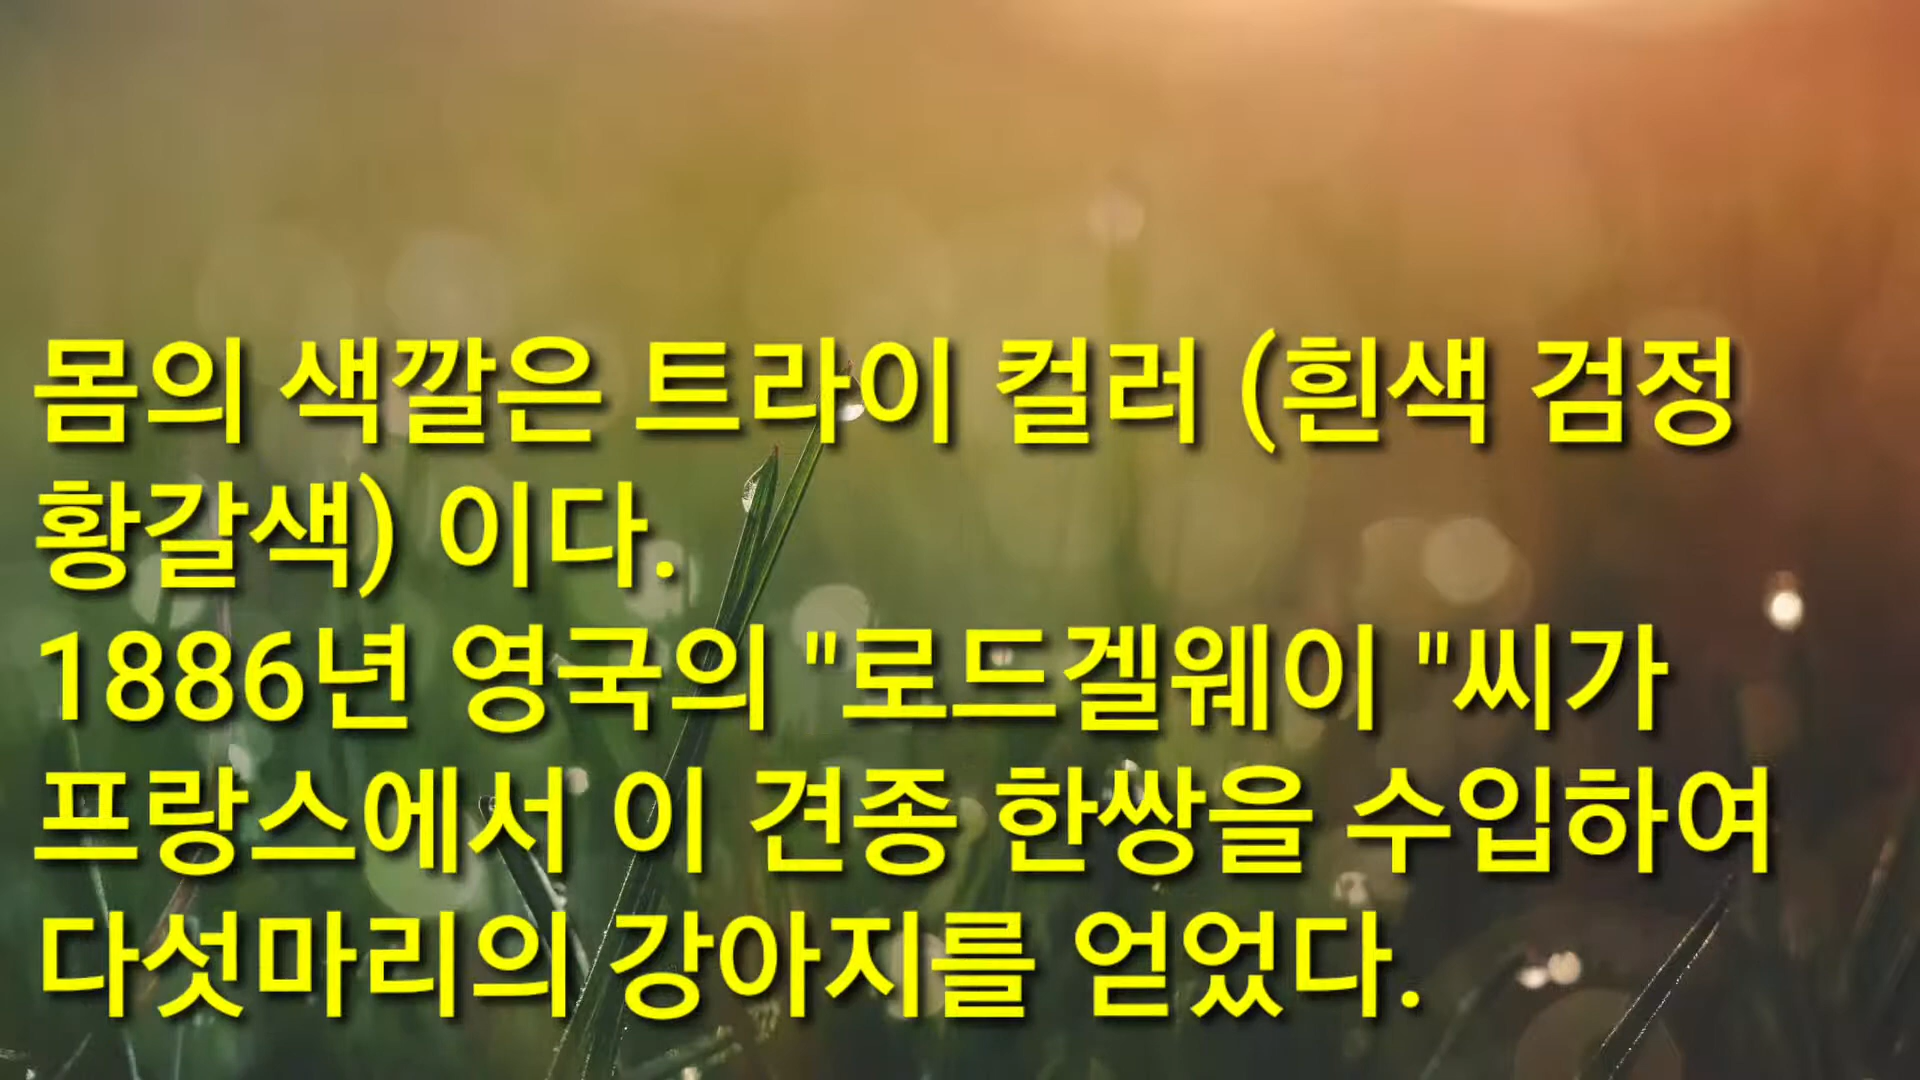 몸의 색깔은 트라이 컬러 (흰색 검정
황갈색) 이다.
1886년 영국의 "로드겔웨이 "씨가
프랑스에서 이 견종 한쌍을 수입하여
다섯마리의 강아지를 얻었다.